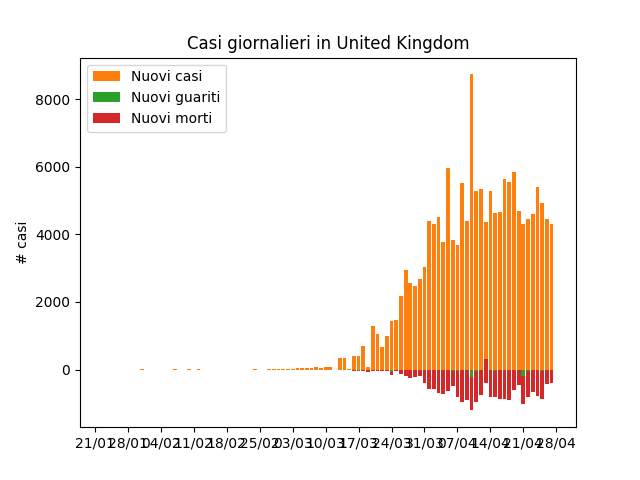 Casi giornalieri in United Kingdom
Nuovi casi
Nuovi guariti
Nuovi morti
# casi
8000
6000
4000
2000
0
21/01 28/01 04/02 11/02 18/02 25/02 03/03 10/03 17/03 24/03 31/03 07/04 14/04 21/04 28/04